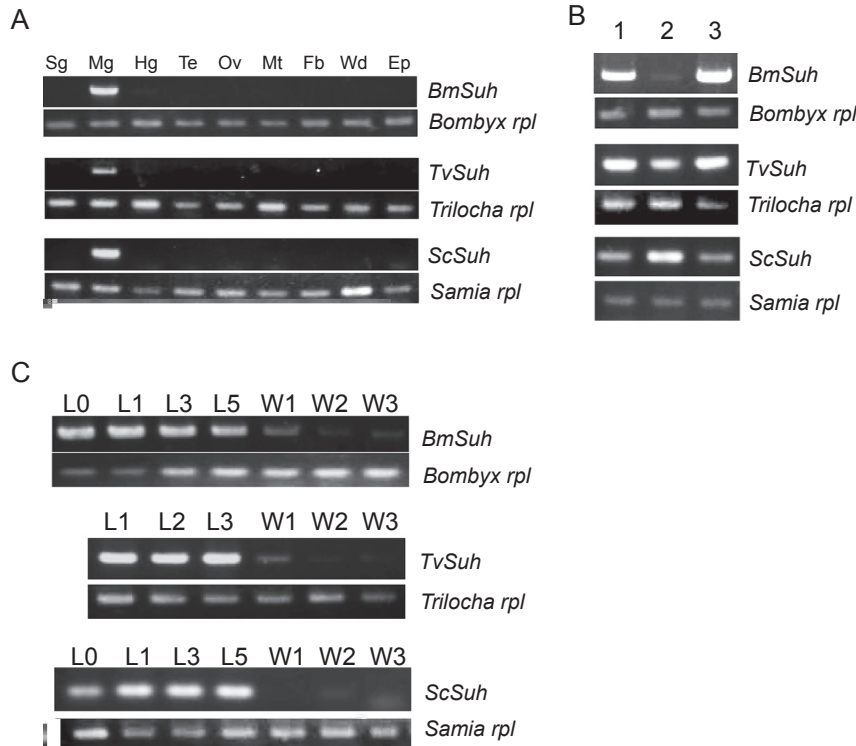 A
Sg Mg Hg Te Ov Mt Fb Wd Ep
BmSuh
Bombyx rpl
TvSuh
Trilocha rpl
ScSuh
Samia rpl
B
1 2 3
BmSuh
Bombyx rpl
TvSuh
Trilocha rpl
ScSuh
Samia rpl
C
L0 L1 L3 L5 W1 W2 W3
BmSuh
Bombyx rpl
L1 L2 L3 W1 W2 W3
TvSuh
Trilocha rpl
L0 L1 L3 L5 W1 W2 W3
ScSuh
Samia rpl